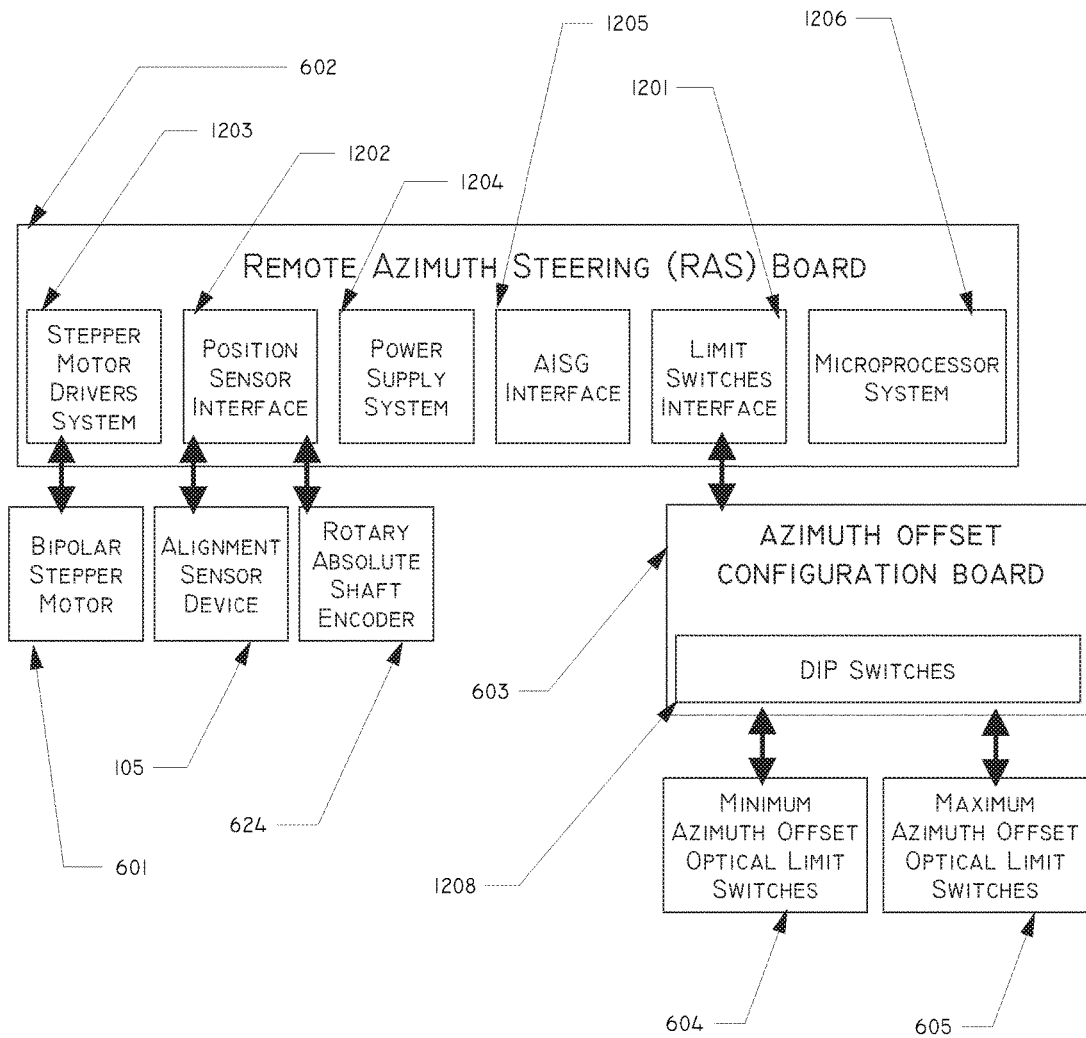 1205
1206
602
1201
1203
1202
1204
REMOTE AZIMUTH STEERING (RAS) BOARD
STEPPER
MOTOR
DRIVERS
SYSTEM
POSITION
SENSOR
INTERFACE
POWER
SUPPLY
SYSTEM
AISG
INTERFACE
LIMIT
SWITCHES
INTERFACE
MICROPROCESSOR
SYSTEM
BIPOLAR
STEPPER
MOTOR
ALIGNMENT
SENSOR
DEVICE
ROTARY
ABSOLUTE
SHAFT
ENCODER
AZIMUTH OFFSET
CONFIGURATION BOARD
DIP SWITCHES
603
105
624
601
1208
MINIMUM
AZIMUTH OFFSET
OPTICAL LIMIT
SWITCHES
MAXIMUM
AZIMUTH OFFSET
OPTICAL LIMIT
SWITCHES
604
605